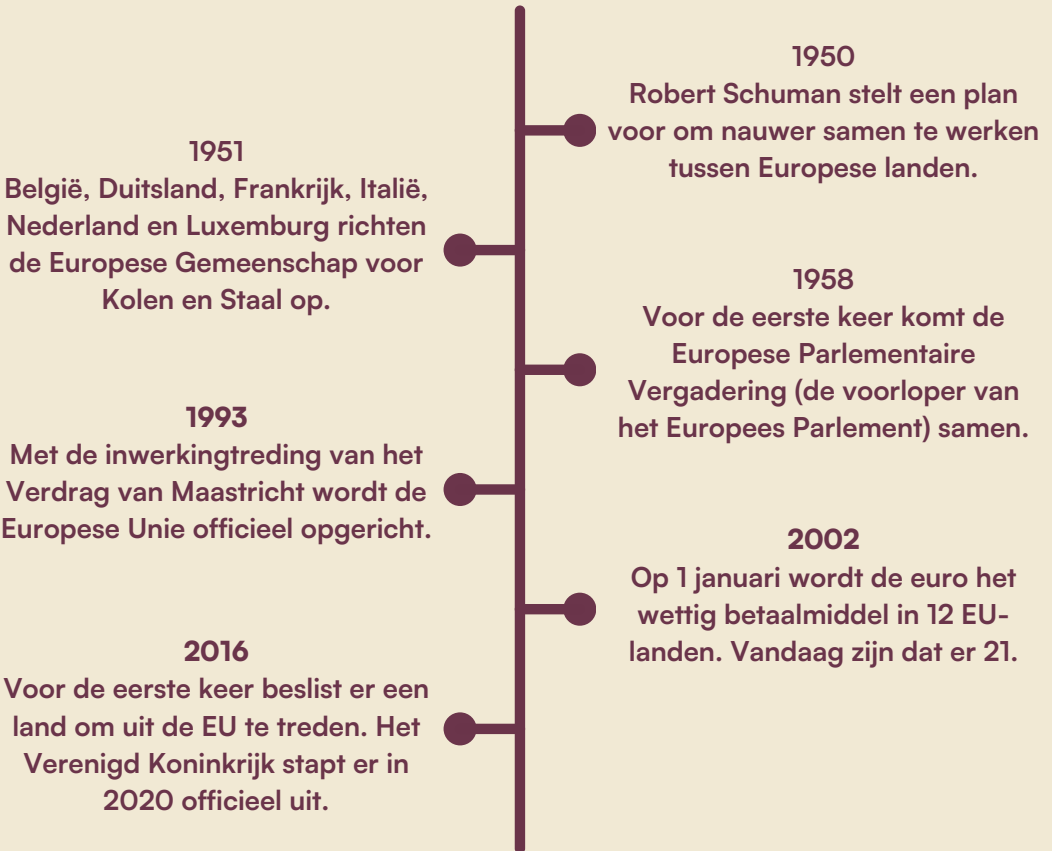 1950
Robert Schuman stelt een plan
voor om nauwer samen te werken
tussen Europese landen.
1951
België, Duitsland, Frankrijk, Italië,
Nederland en Luxemburg richten
de Europese Gemeenschap voor
Kolen en Staal op.
1958
Voor de eerste keer komt de
Europese Parlementaire
Vergadering (de voorloper van
het Europees Parlement) samen.
1993
Met de inwerkingtreding van het
Verdrag van Maastricht wordt de
Europese Unie officieel opgericht.
2002
Op 1 januari wordt de euro het
wettig betaalmiddel in 12 EU-
landen. Vandaag zijn dat er 21.
2016
Voor de eerste keer beslist er een
land om uit de EU te treden. Het
Verenigd Koninkrijk stapt er in
2020 officieel uit.